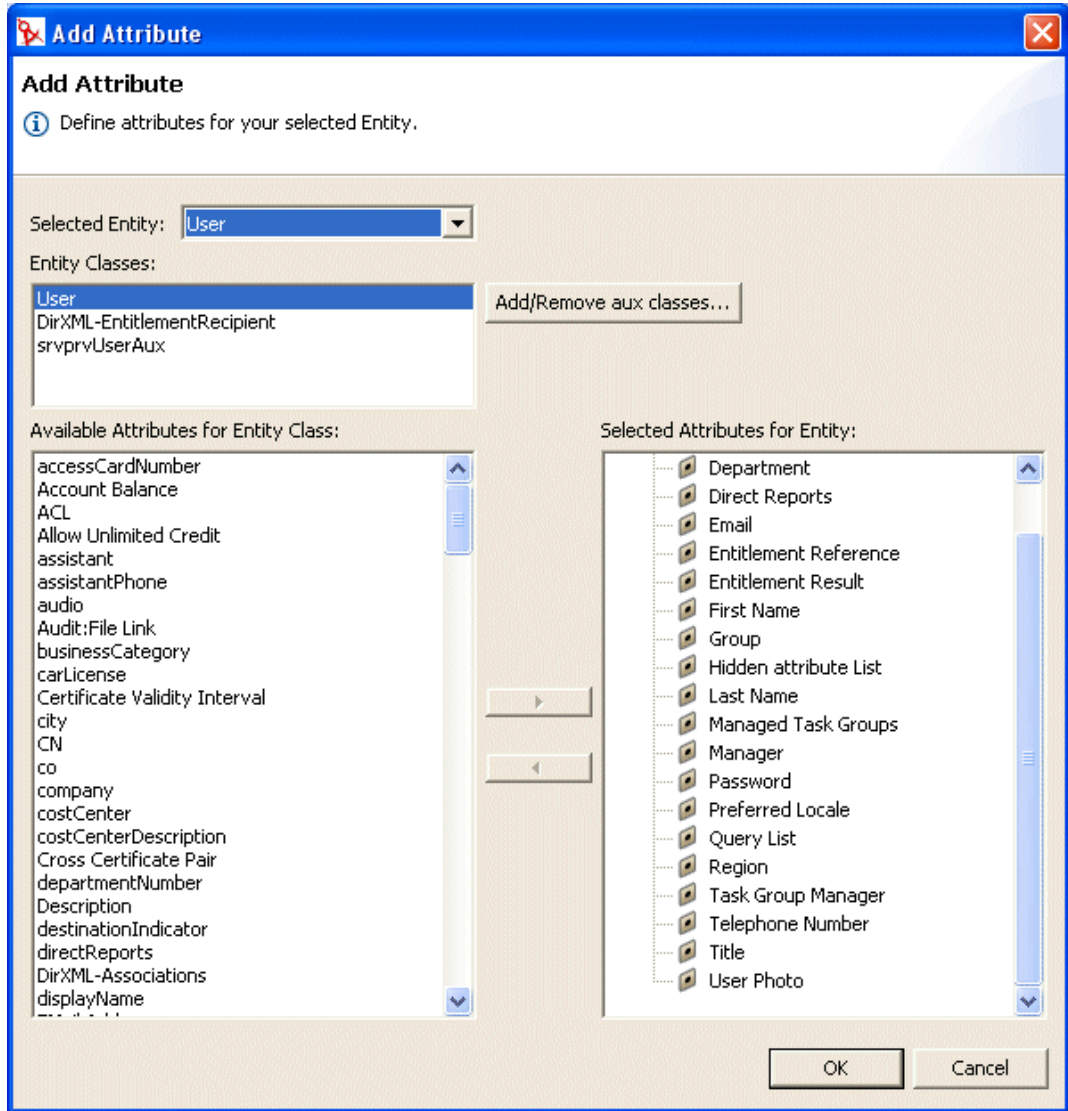 Add Attribute
Add Attribute
Define attributes for your selected Entity.
Selected Entity: User
Entity Classes:
User
DirXML-EntitlementRecipient
srvprvUserAux
Add/Remove aux classes...
Available Attributes for Entity Class:
accessCardNumber
Account Balance
ACL
Allow Unlimited Credit
assistant
assistantPhone
audio
Audit:File Link
businessCategory
carLicense
Certificate Validity Interval
city
CN
co
company
costCenter
costCenterDescription
Cross Certificate Pair
departmentNumber
Description
destinationIndicator
directReports
DirXML-Associations
displayName
Selected Attributes for Entity:
Department
Direct Reports
Email
Entitlement Reference
Entitlement Result
First Name
Group
Hidden attribute List
Last Name
Managed Task Groups
Manager
Password
Preferred Locale
Query List
Region
Task Group Manager
Telephone Number
Title
User Photo
OK
Cancel